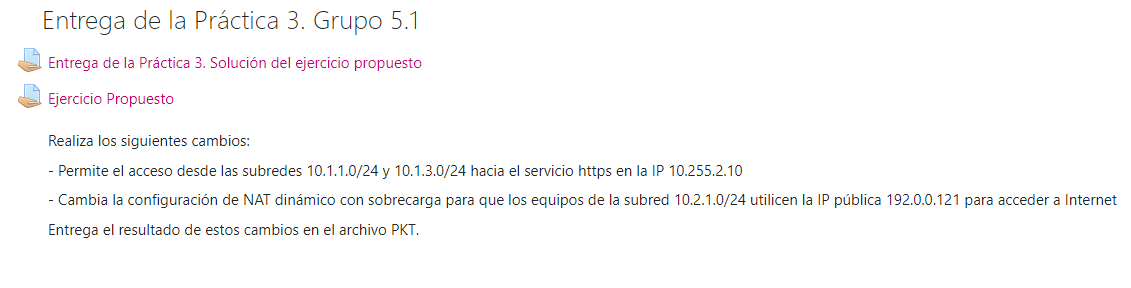 Entrega de la Práctica 3. Grupo 5.1
Entrega de la Práctica 3. Solución del ejercicio propuesto
Ejercicio Propuesto
Realiza los siguientes cambios:
- Permite el acceso desde las subredes 10.1.1.0/24 y 10.1.3.0/24 hacia el servicio https en la IP 10.255.2.10
- Cambia la configuración de NAT dinámico con sobrecarga para que los equipos de la subred 10.2.1.0/24 utilicen la IP pública 192.0.0.121 para acceder a Internet
Entrega el resultado de estos cambios en el archivo PKT.